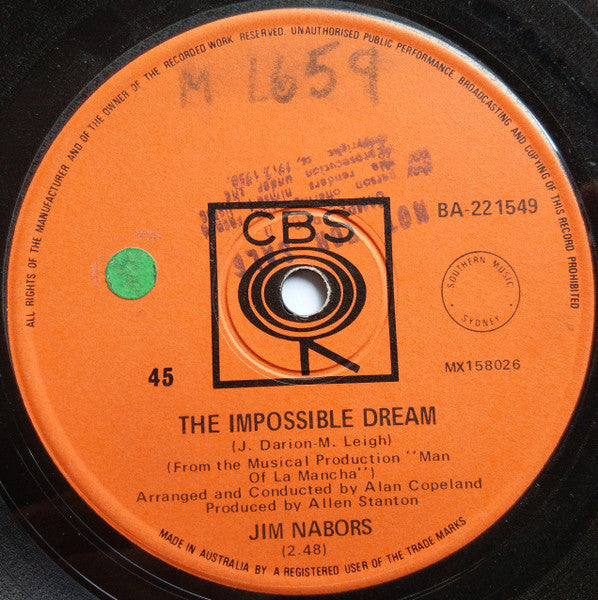 ALL RIGHTS OF THE MANUFACTURER AND OF THE OWNER OF THE RECORDED WORK RESERVED. UNAUTHORISED PUBLIC PERFORMANCE, BROADCASTING AND COPYING OF THIS RECORD PROHIBITED
M L659
CBS
BA-221549
SOUTHERN MUSIC
· SYDNEY ·
45
MX158026
THE IMPOSSIBLE DREAM
(J. Darion-M. Leigh)
(From the Musical Production "Man
Of La Mancha")
Arranged and Conducted by Alan Copeland
Produced by Allen Stanton
JIM NABORS
(2.48)
MADE IN AUSTRALIA BY A REGISTERED USER OF THE TRADE MARKS